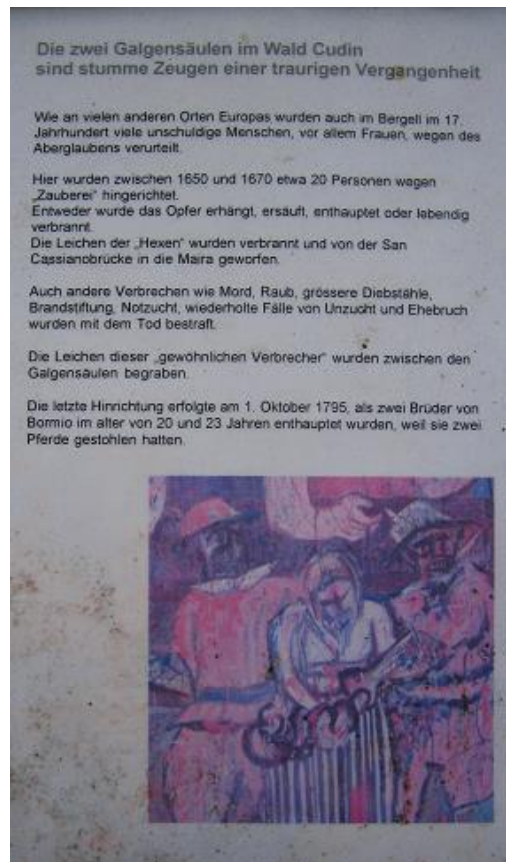 Die zwei Galgensäulen im Wald Cudin
sind stumme Zeugen einer traurigen Vergangenheit
Wie an vielen anderen Orten Europas wurden auch im Bergell im 17.
Jahrhundert viele unschuldige Menschen, vor allem Frauen, wegen des
Aberglaubens verurteilt.
Hier wurden zwischen 1650 und 1670 etwa 20 Personen wegen
„Zauberei“ hingerichtet.
Entweder wurde das Opfer erhängt, ersäuft, enthauptet oder lebendig
verbrannt.
Die Leichen der „Hexen“ wurden verbrannt und von der San
Cassianobrücke in die Maira geworfen.
Auch andere Verbrechen wie Mord, Raub, grössere Diebstähle,
Brandstiftung, Notzucht, wiederholte Fälle von Unzucht und Ehebruch
wurden mit dem Tod bestraft.
Die Leichen dieser „gewöhnlichen Verbrecher“ wurden zwischen den
Galgensäulen begraben.
Die letzte Hinrichtung erfolgte am 1. Oktober 1795, als zwei Brüder von
Bormio im alter von 20 und 23 Jahren enthauptet wurden, weil sie zwei
Pferde gestohlen hatten.